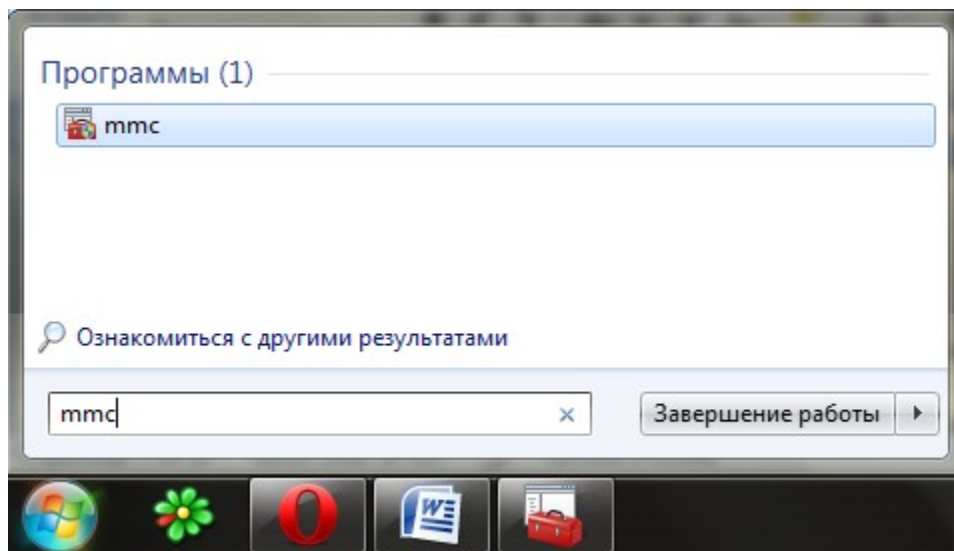 Программы (1)
mmc
Ознакомиться с другими результатами
mmc
Завершение работы